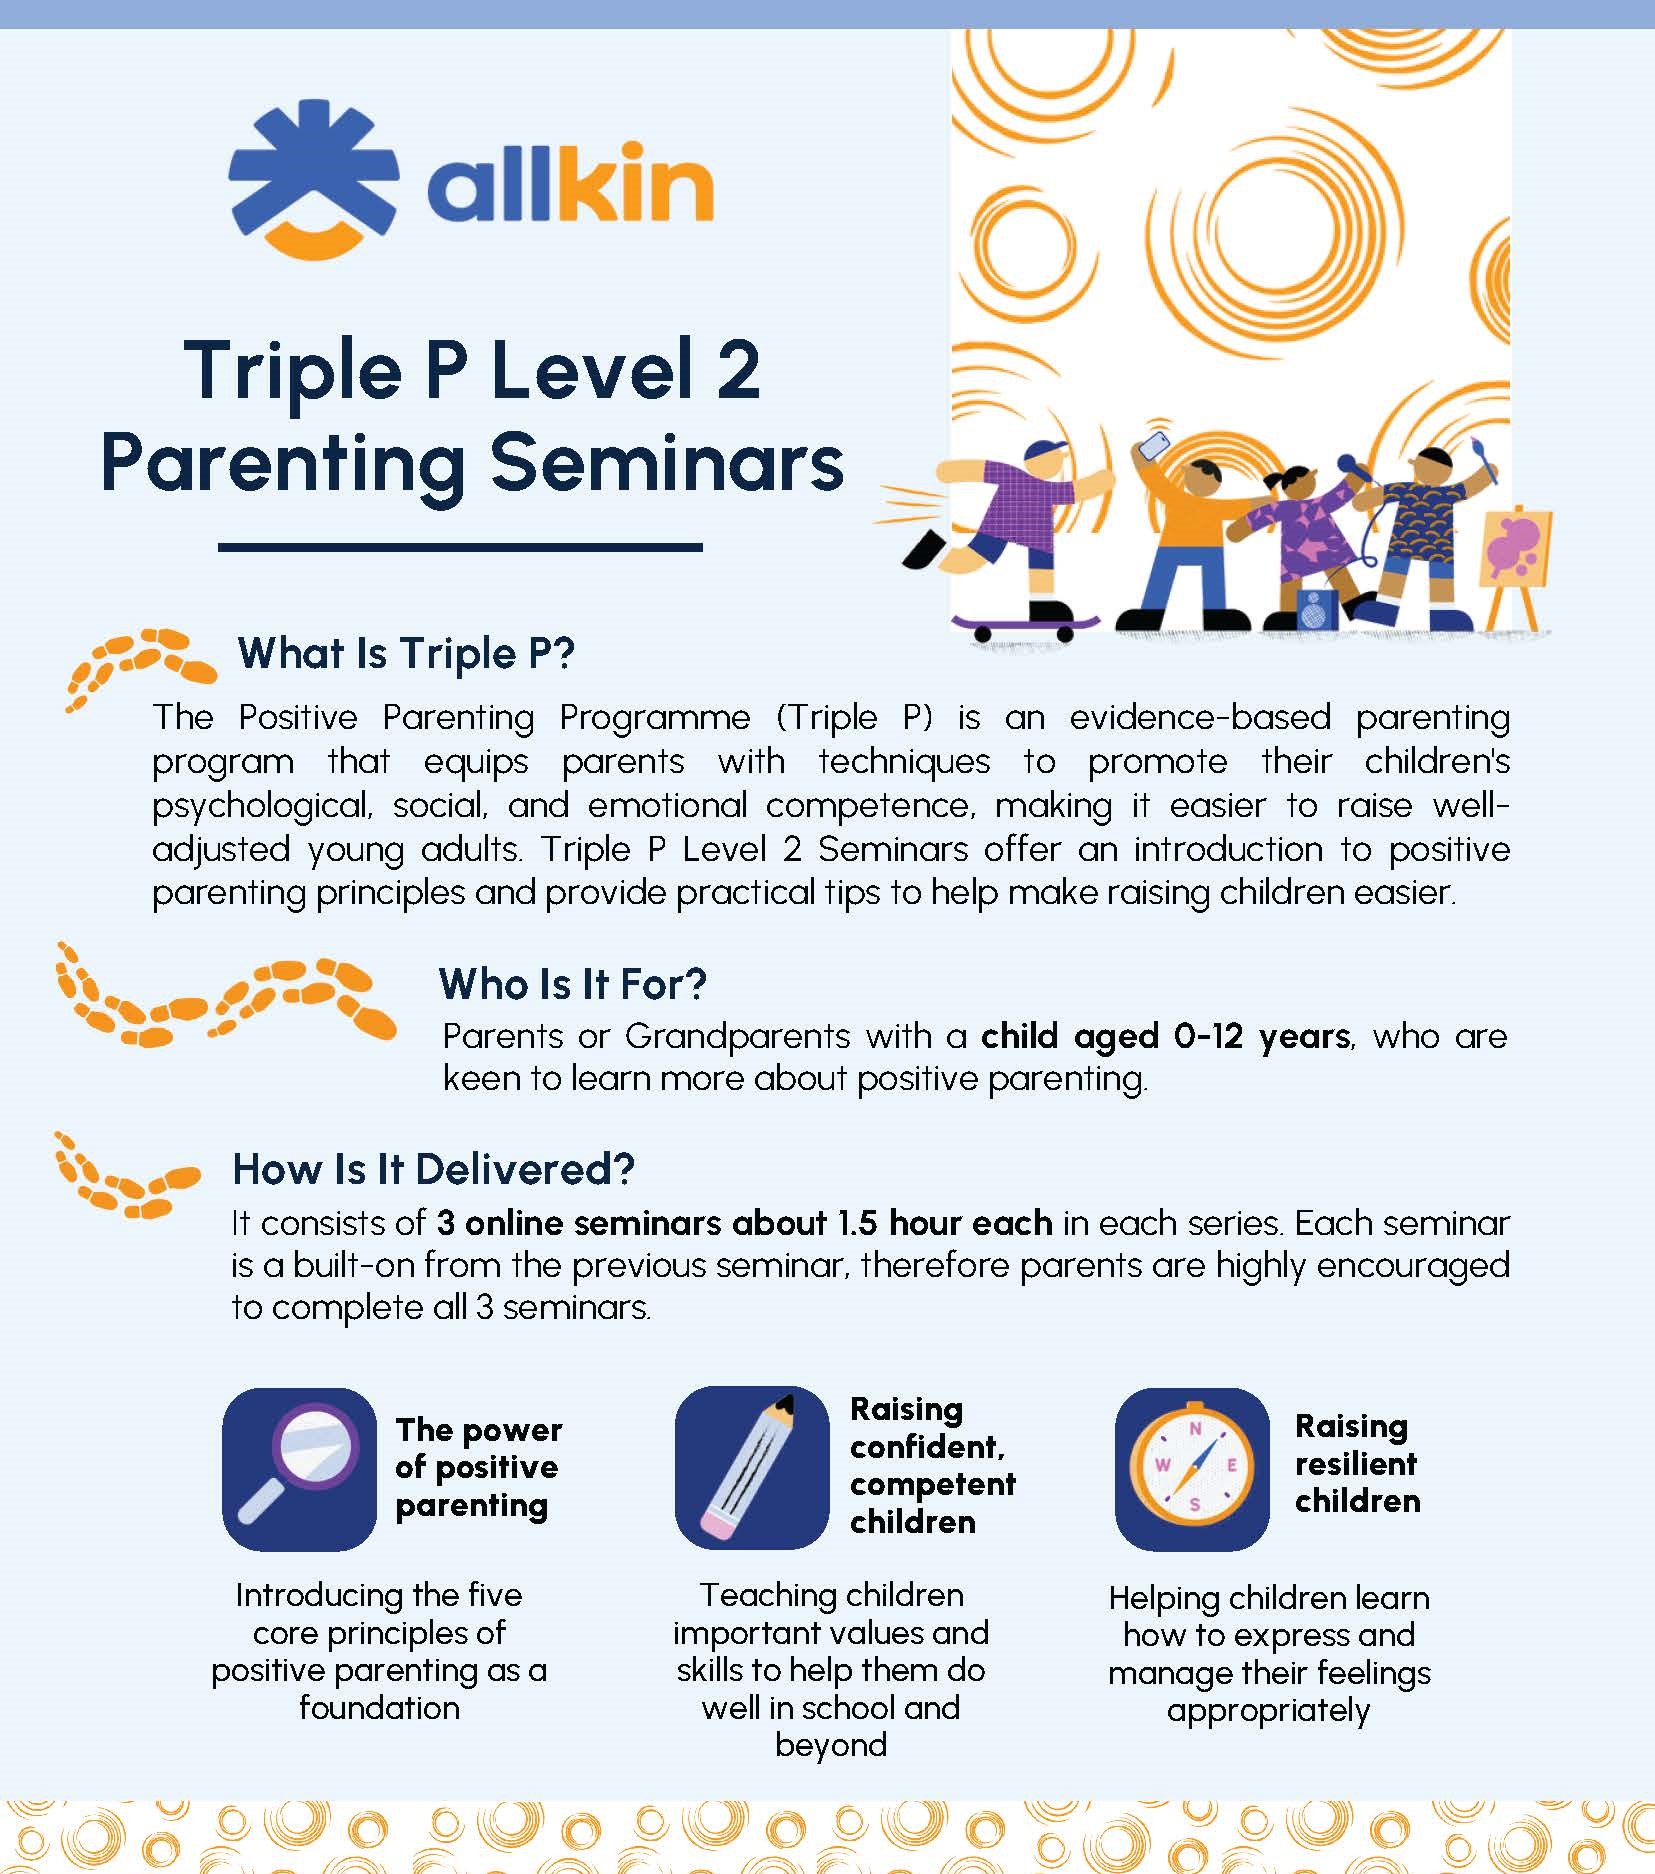 allkin
Triple P Level 2
Parenting Seminars
What Is Triple P?
The Positive Parenting Programme (Triple P) is an evidence-based parenting
program that equips parents with techniques to promote their children's
psychological, social, and emotional competence, making it easier to raise well-
adjusted young adults. Triple P Level 2 Seminars offer an introduction to positive
parenting principles and provide practical tips to help make raising children easier.
Who Is It For?
Parents or Grandparents with a child aged 0-12 years, who are
keen to learn more about positive parenting.
How Is It Delivered?
It consists of 3 online seminars about 1.5 hour each in each series. Each seminar
is a built-on from the previous seminar, therefore parents are highly encouraged
to complete all 3 seminars.
The power
of positive
parenting
Introducing the five
core principles of
positive parenting as a
foundation
Raising
confident,
competent
children
Teaching children
important values and
skills to help them do
well in school and
beyond
N
W E
S
Raising
resilient
children
Helping children learn
how to express and
manage their feelings
appropriately